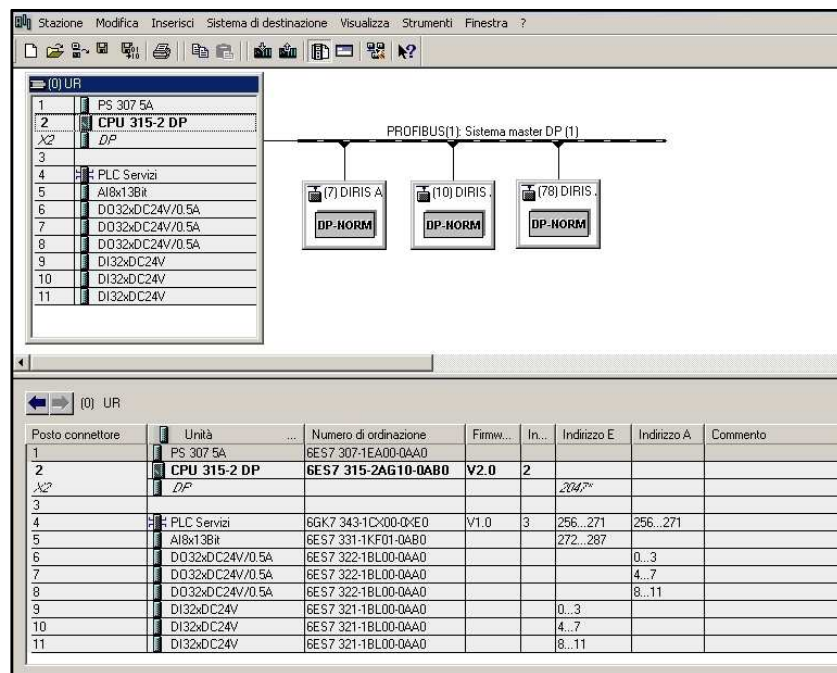 Stazione Modifica Inserisci Sistema di destinazione Visualizza Strumenti Finestra ?
(0) UR
1 PS 307 5A
2 CPU 315-2 DP
X2 DP
3
4 PLC Servizi
5 AI8x13Bit
6 DO32xDC24V/0.5A
7 DO32xDC24V/0.5A
8 DO32xDC24V/0.5A
9 DI32xDC24V
10 DI32xDC24V
11 DI32xDC24V
PROFIBUS(1): Sistema master DP (1)
(7) DIRIS A (10) DIRIS . (78) DIRIS .
DP-NORM DP-NORM DP-NORM
(0) UR
Posto connettore Unità ... Numero di ordinazione Firmw... In... Indirizzo E Indirizzo A Commento
1 PS 307 5A 6ES7 307-1EA00-0AA0
2 CPU 315-2 DP 6ES7 315-2AG10-0AB0 V2.0 2
X2 DP 2047*
3
4 PLC Servizi 6GK7 343-1CX00-0XE0 V1.0 3 256...271 256...271
5 AI8x13Bit 6ES7 331-1KF01-0AB0 272...287
6 DO32xDC24V/0.5A 6ES7 322-1BL00-0AA0 0...3
7 DO32xDC24V/0.5A 6ES7 322-1BL00-0AA0 4...7
8 DO32xDC24V/0.5A 6ES7 322-1BL00-0AA0 8...11
9 DI32xDC24V 6ES7 321-1BL00-0AA0 0...3
10 DI32xDC24V 6ES7 321-1BL00-0AA0 4...7
11 DI32xDC24V 6ES7 321-1BL00-0AA0 8...11